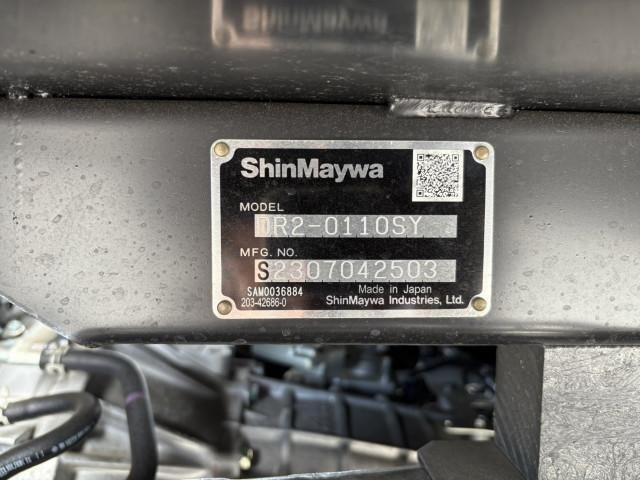 ShinMaywa
MODEL
DR2-0110SY
MFG. NO.
S2307042503
SAM0036884
Made in Japan
203-42686-0
ShinMaywa Industries, Ltd.